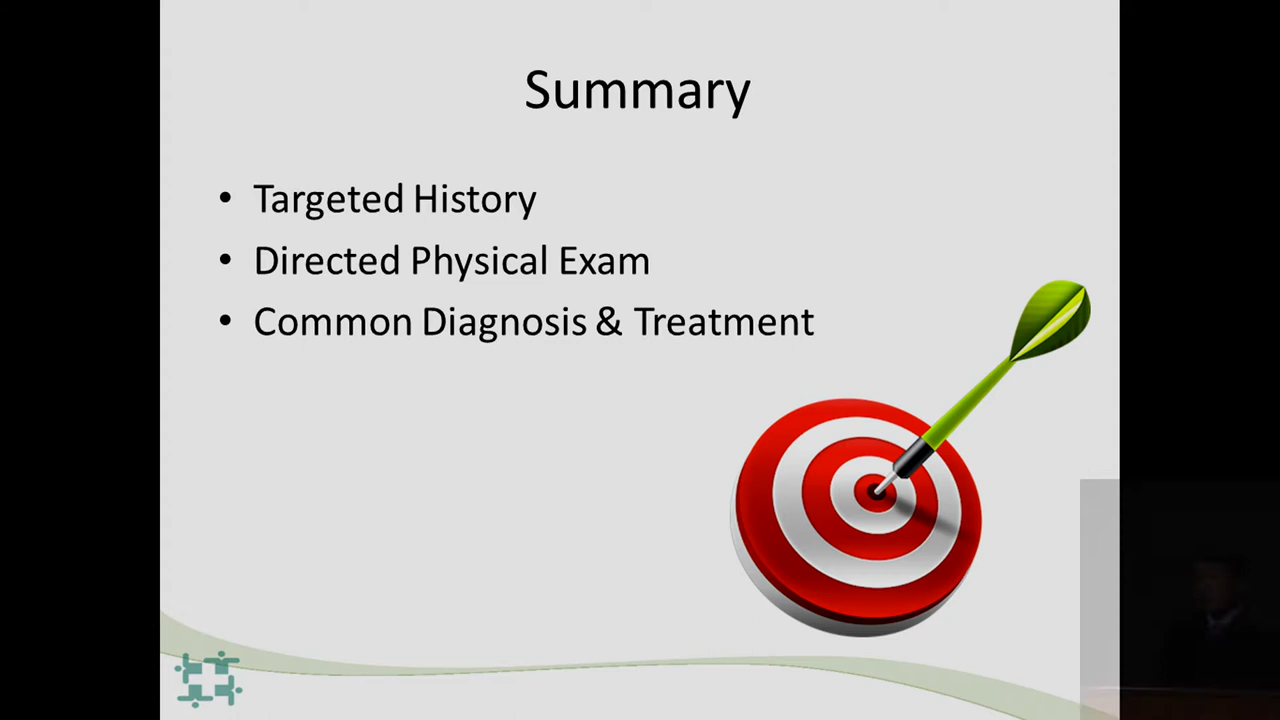 Summary
• Targeted History
• Directed Physical Exam
• Common Diagnosis & Treatment